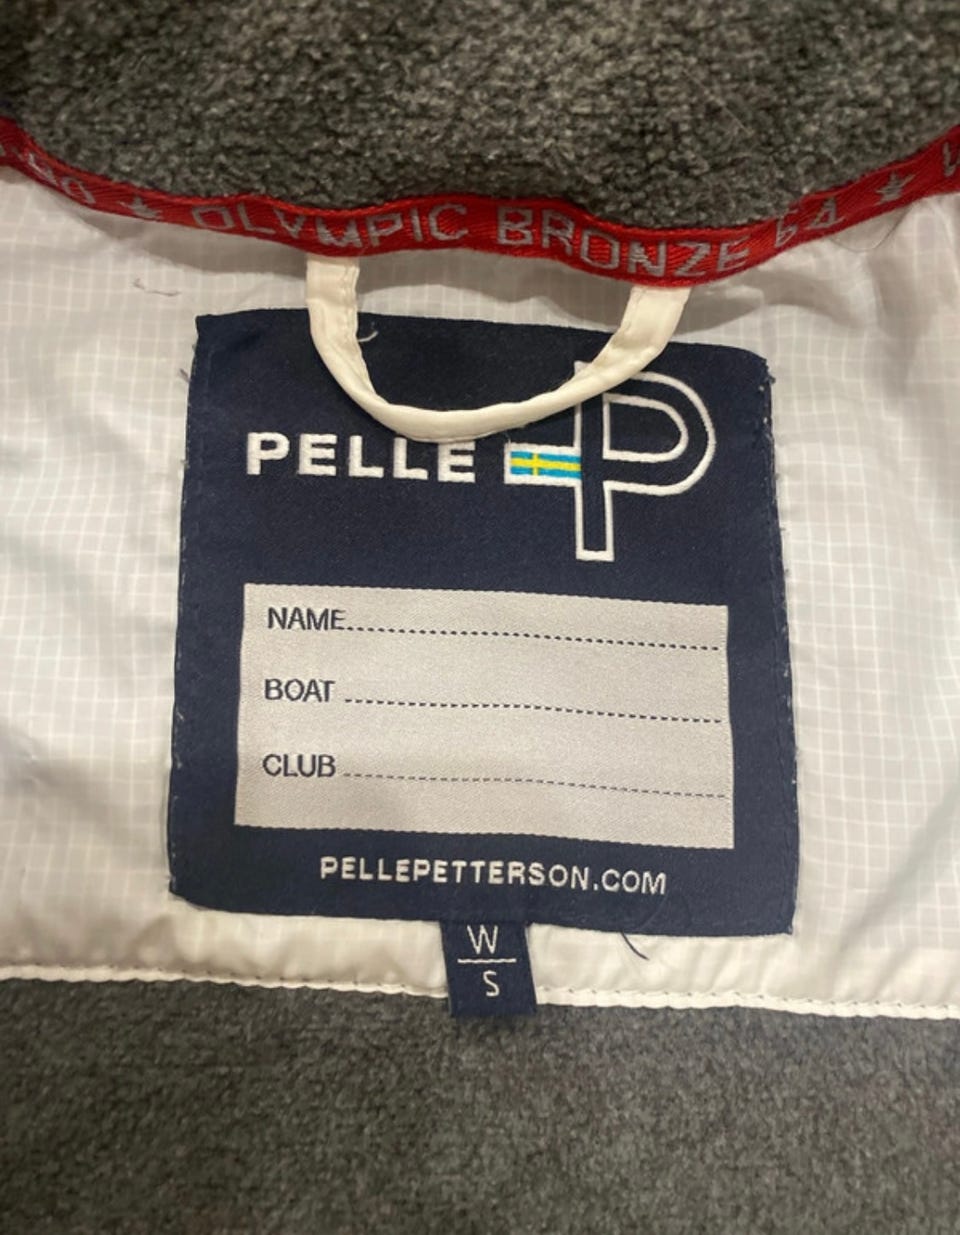 OLYMPIC BRONZE 64
PELLE P
NAME
BOAT
CLUB
PELLEPETTERSON.COM
W
S